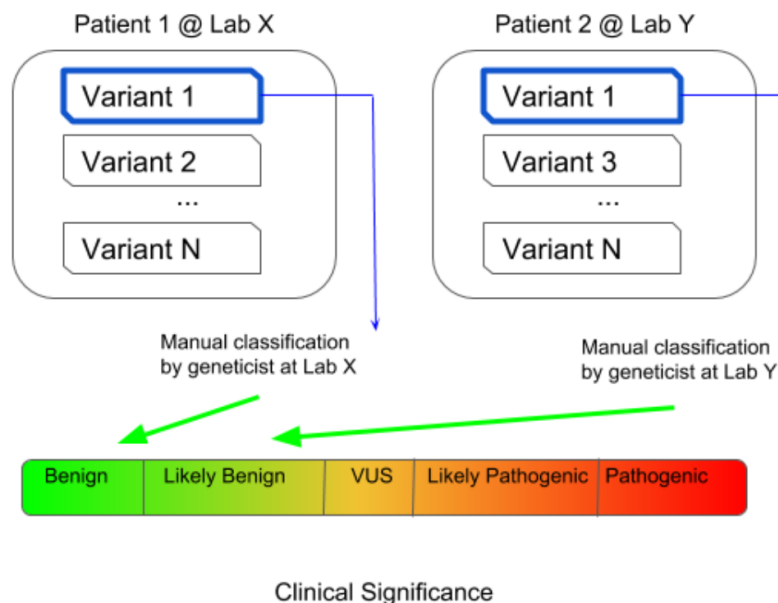 Patient 1 @ Lab X
Variant 1
Variant 2
...
Variant N
Patient 2 @ Lab Y
Variant 1
Variant 3
...
Variant N
Manual classification
by geneticist at Lab X
Manual classification
by geneticist at Lab Y
Benign
Likely Benign
VUS
Likely Pathogenic
Pathogenic
Clinical Significance